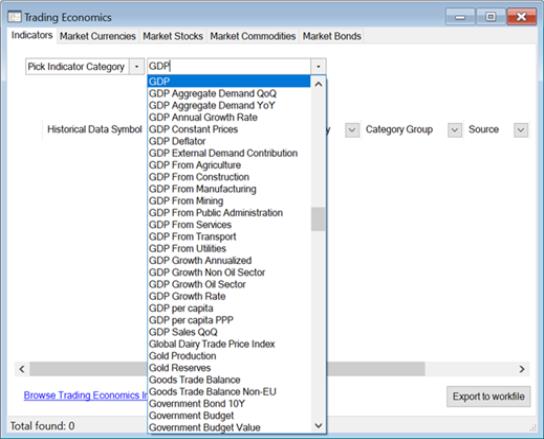 Trading Economics
Indicators Market Currencies Market Stocks Market Commodities Market Bonds
Pick Indicator Category GDP
GDP
GDP Aggregate Demand QoQ
GDP Aggregate Demand YoY
GDP Annual Growth Rate
Historical Data Symbol GDP Constant Prices y Category Group Source
GDP Deflator
GDP External Demand Contribution
GDP From Agriculture
GDP From Construction
GDP From Manufacturing
GDP From Mining
GDP From Public Administration
GDP From Services
GDP From Transport
GDP From Utilities
GDP Growth Annualized
GDP Growth Non Oil Sector
GDP Growth Oil Sector
GDP Growth Rate
GDP per capita
GDP per capita PPP
GDP Sales QoQ
Global Dairy Trade Price Index
Gold Production
Gold Reserves
Goods Trade Balance
Browse Trading Economics Goods Trade Balance Non-EU Export to workfile
Government Bond 10Y
Government Budget
Total found: 0 Government Budget Value